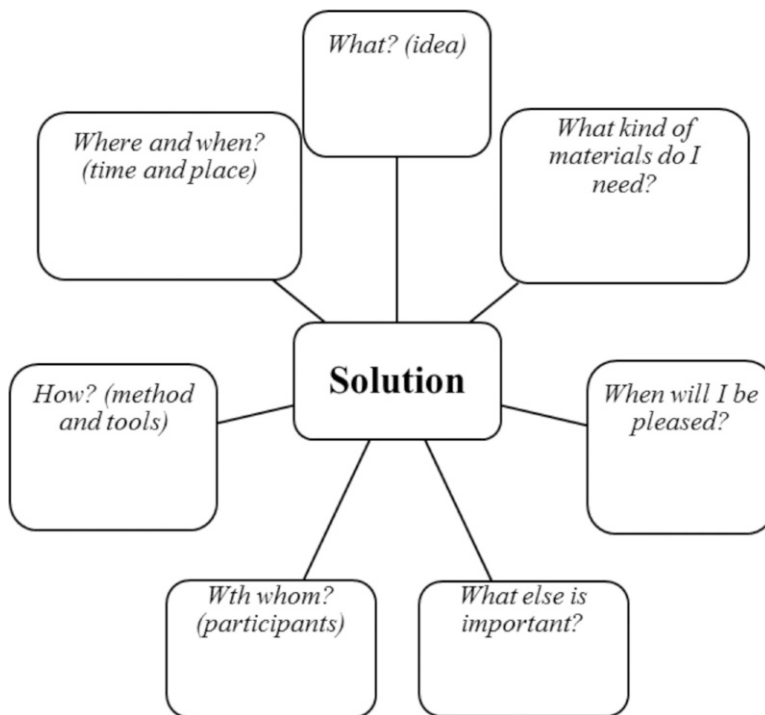 What? (idea)
Where and when?
(time and place)
What kind of
materials do I
need?
Solution
How? (method
and tools)
When will I be
pleased?
Wth whom?
(participants)
What else is
important?